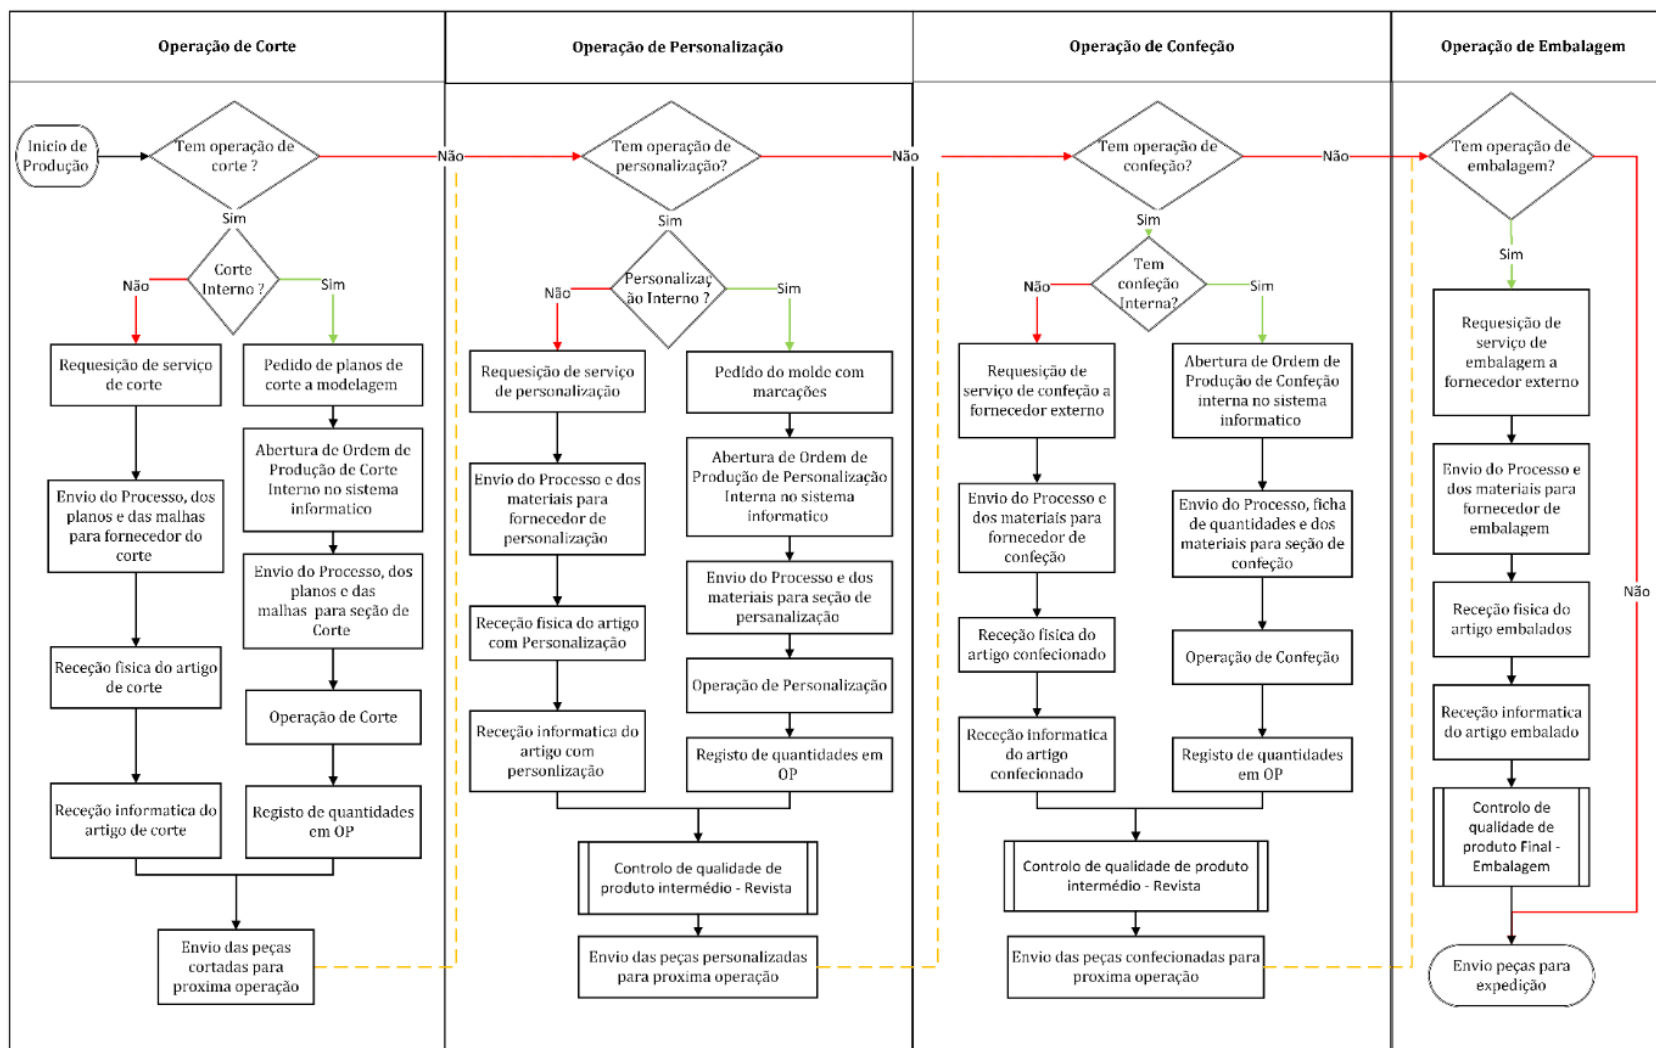 Operação de Corte
Operação de Personalização
Operação de Confeção
Operação de Embalagem
Inicio de
Produção
Tem operação de
corte ?
Não
Sim
Corte
Interno ?
Não
Sim
Requesição de serviço
de corte
Envio do Processo, dos
planos e das malhas
para fornecedor do
corte
Receção fisica do artigo
de corte
Receção informatica do
artigo de corte
Pedido de planos de
corte a modelagem
Abertura de Ordem de
Produção de Corte
Interno no sistema
informatico
Envio do Processo, dos
planos e das
malhas para seção de
Corte
Operação de Corte
Registo de quantidades
em OP
Envio das peças
cortadas para
proxima operação
Tem operação de
personalização?
Não
Sim
Personalizaç
ão Interno ?
Não
Sim
Requesição de serviço
de personalização
Envio do Processo e dos
materiais para
fornecedor de
personalização
Receção fisica do artigo
com Personalização
Receção informatica do
artigo com
personlização
Pedido do molde com
marcações
Abertura de Ordem de
Produção de Personalização
Interna no sistema
informatico
Envio do Processo e dos
materiais para seção de
persanalização
Operação de Personalização
Registo de quantidades em
OP
Controlo de qualidade de
produto intermédio - Revista
Envio das peças personalizadas
para proxima operação
Tem operação de
confeção?
Não
Sim
Tem
confeção
Interna?
Não
Sim
Requesição de
serviço de confeção a
fornecedor externo
Envio do Processo e
dos materiais para
fornecedor de
confeção
Receção fisica do
artigo confecionado
Receção informatica
do artigo
confecionado
Abertura de Ordem de
Produção de Confeção
interna no sistema
informatico
Envio do Processo, ficha
de quantidades e dos
materiais para seção de
confeção
Operação de Confeção
Registo de quantidades
em OP
Controlo de qualidade de produto
intermédio - Revista
Envio das peças confecionadas para
proxima operação
Tem operação de
embalagem?
Sim
Não
Requesição de
serviço de
embalagem a
fornecedor externo
Envio do Processo e
dos materiais para
fornecedor de
embalagem
Receção fisica do
artigo embalados
Receção informatica
do artigo embalado
Controlo de
qualidade de
produto Final -
Embalagem
Envio peças para
expedição